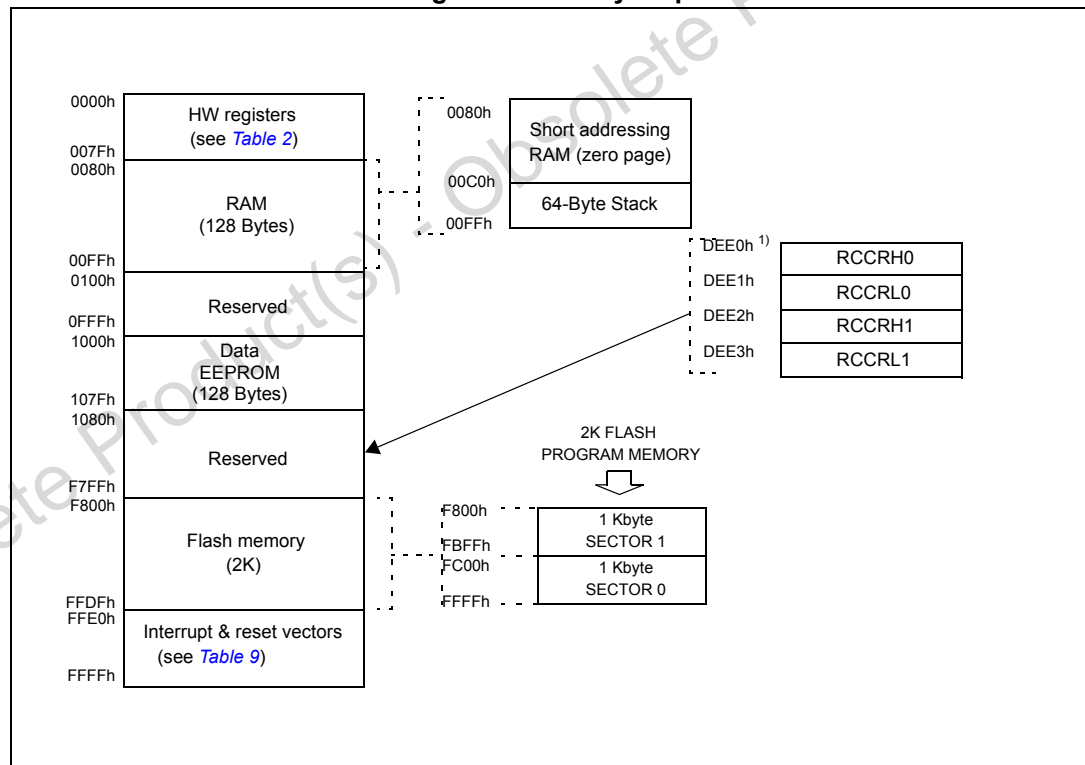 0000h
HW registers
(see Table 2)
007Fh
0080h
RAM
(128 Bytes)
00FFh
0100h
Reserved
0FFFh
1000h
Data
EEPROM
(128 Bytes)
107Fh
1080h
Reserved
F7FFh
F800h
Flash memory
(2K)
FFDFh
FFE0h
Interrupt & reset vectors
(see Table 9)
FFFFh
0080h
Short addressing
RAM (zero page)
00C0h
64-Byte Stack
00FFh
DEE0h 1)
RCCRH0
DEE1h
RCCRL0
DEE2h
RCCRH1
DEE3h
RCCRL1
2K FLASH
PROGRAM MEMORY
F800h
1 Kbyte
SECTOR 1
FBFFh
FC00h
1 Kbyte
SECTOR 0
FFFFh
ete Product(s) - Obsolete P